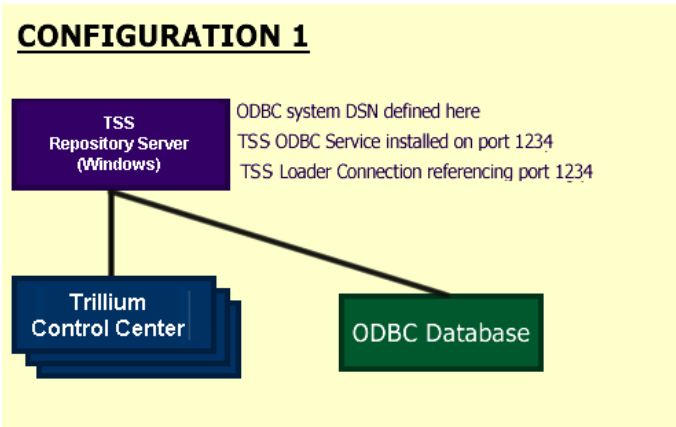 CONFIGURATION 1
TSS
Repository Server
(Windows)
ODBC system DSN defined here
TSS ODBC Service installed on port 1234
TSS Loader Connection referencing port 1234
Trillium
Control Center
ODBC Database